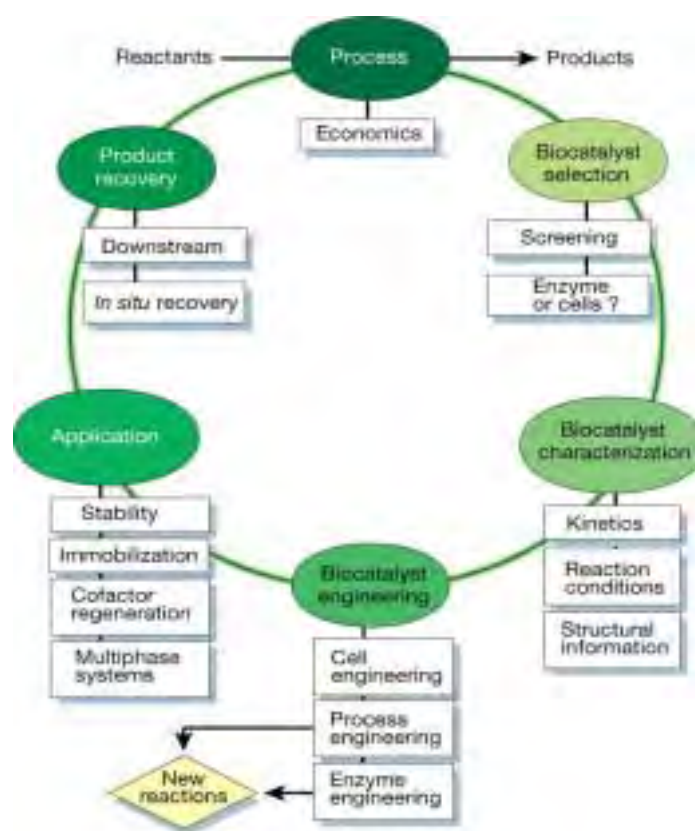 Reactants
Process
Products
Economics
Product
recovery
Downstream
In situ recovery
Biocatalyst
selection
Screening
Enzyme
or cells ?
Application
Stability
Immobilization
Cofactor
regeneration
Multiphase
systems
Biocatalyst
characterization
Kinetics
Reaction
conditions
Structural
information
Biocatalyst
engineering
Cell
engineering
Process
engineering
Enzyme
engineering
New
reactions